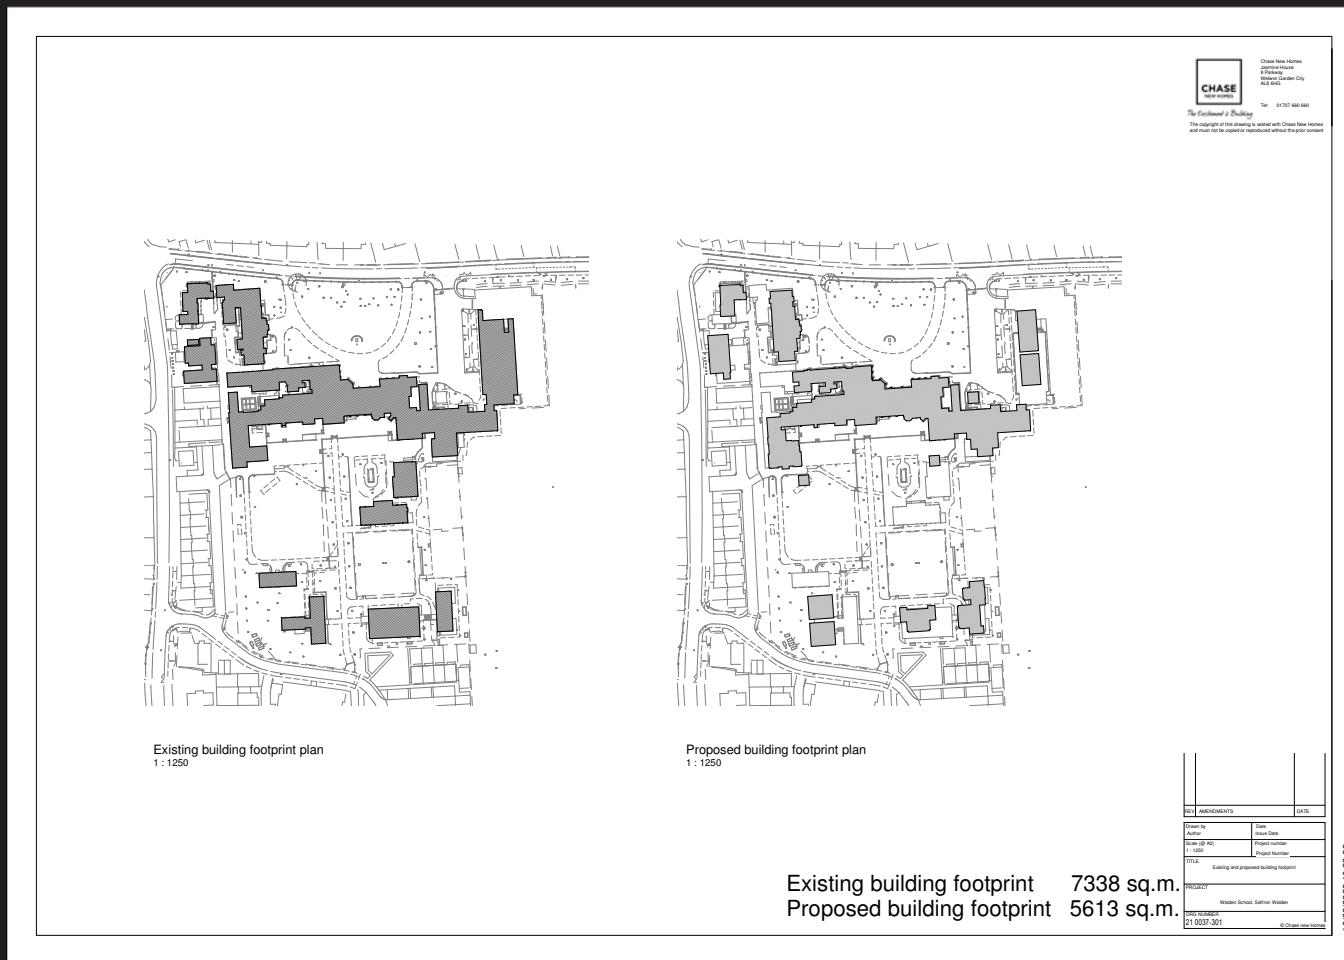 CHASE
NEW HOMES
The Excitement of Building
Chase New Homes
Jasmine House
8 Parkway
Welwyn Garden City
AL8 6HG
Tel: 01707 660 660
The copyright of this drawing is vested with Chase New Homes
and must not be copied or reproduced without the prior consent
Existing building footprint plan
1 : 1250
Proposed building footprint plan
1 : 1250
Existing building footprint 7338 sq.m.
Proposed building footprint 5613 sq.m.
REV AMENDMENTS DATE
Drawn by
Author
Date
Issue Date
Scale (@ A2)
1 : 1250
Project number
Project Number
TITLE
Existing and proposed building footprint
PROJECT
Walden School, Saffron Walden
DRG NUMBER
21 0037-301
© Chase new Homes